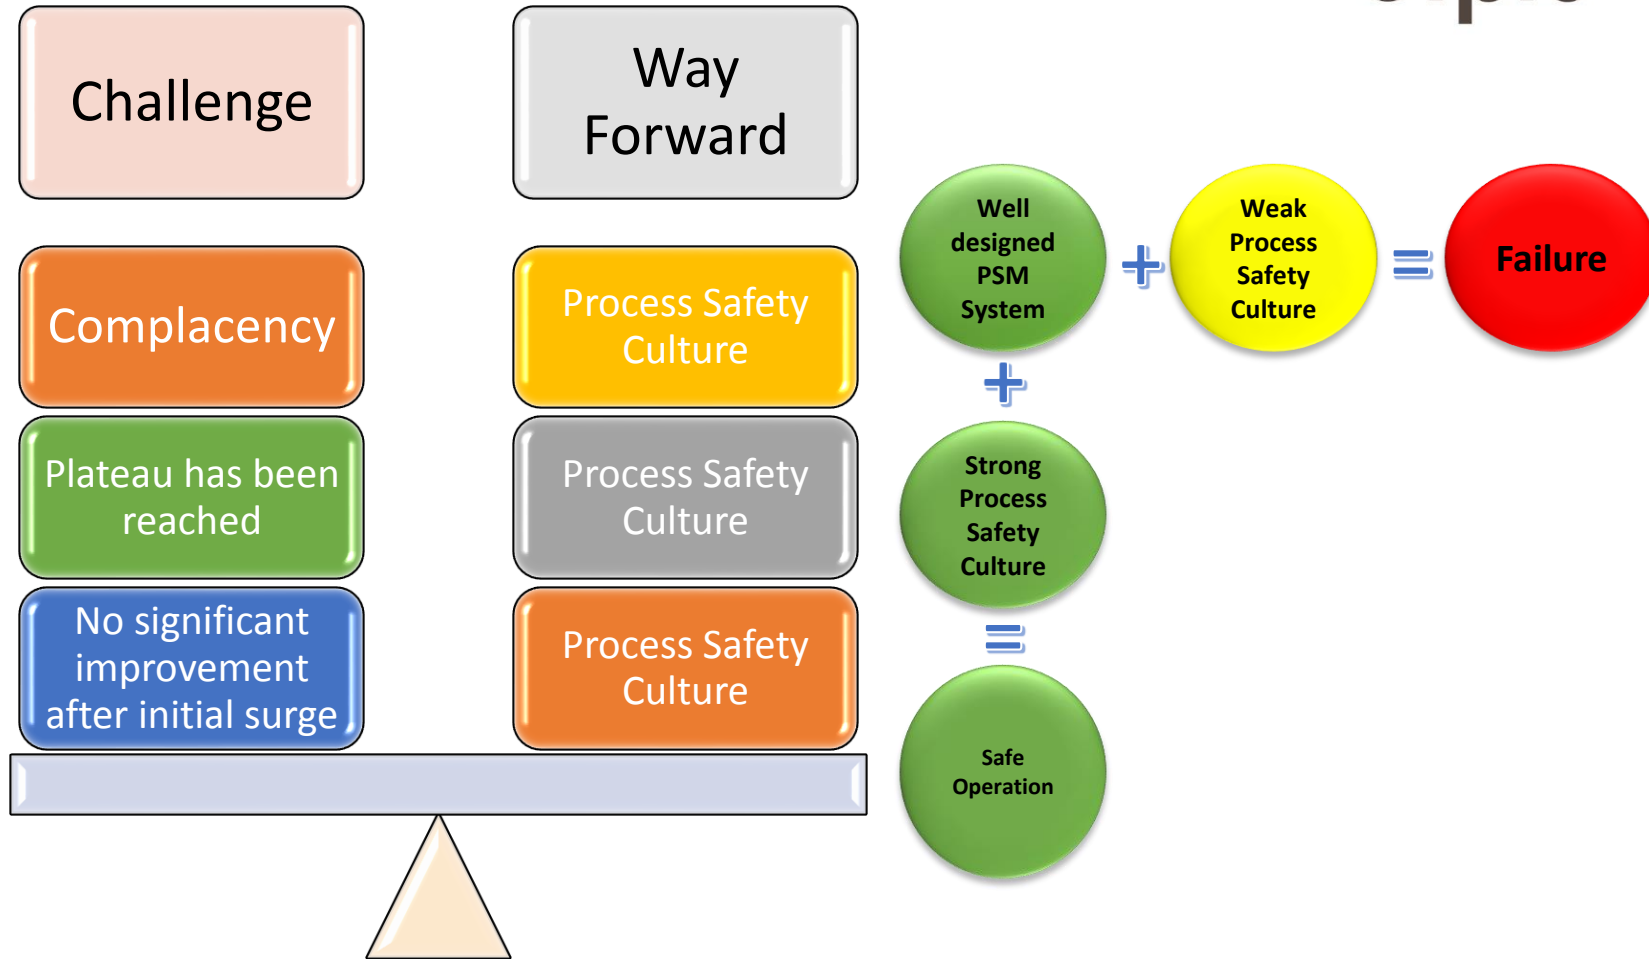 Challenge
Way
Forward
Complacency
Process Safety
Culture
Plateau has been
reached
Process Safety
Culture
No significant
improvement
after initial surge
Process Safety
Culture
Well
designed
PSM
System
+
Weak
Process
Safety
Culture
=
Failure
+
Strong
Process
Safety
Culture
=
Safe
Operation